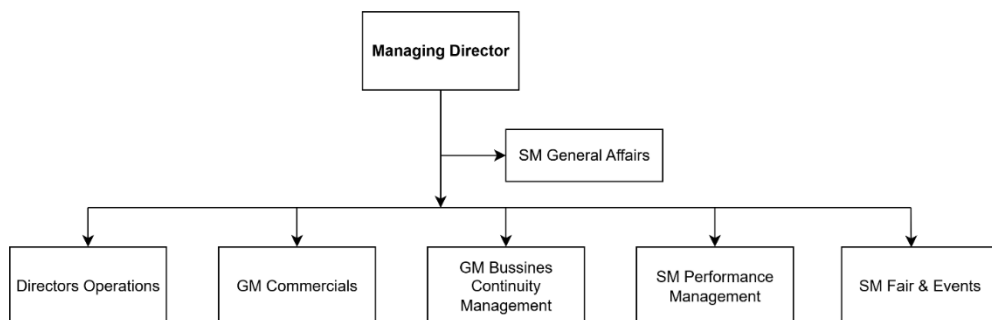 Managing Director
SM General Affairs
Directors Operations
GM Commercials
GM Bussines
Continuity
Management
SM Performance
Management
SM Fair & Events